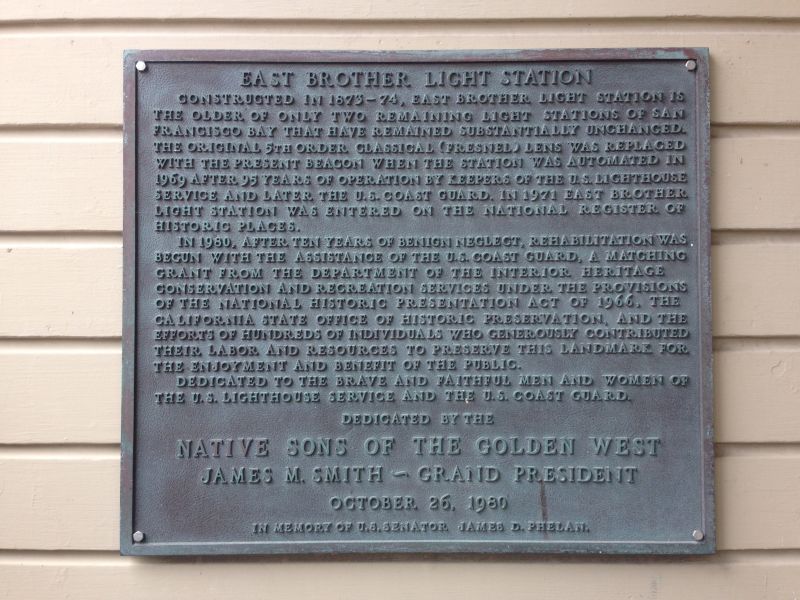 EAST BROTHER LIGHT STATION
CONSTRUCTED IN 1873-74, EAST BROTHER LIGHT STATION IS
THE OLDER OF ONLY TWO REMAINING LIGHT STATIONS OF SAN
FRANCISCO BAY THAT HAVE REMAINED SUBSTANTIALLY UNCHANGED.
THE ORIGINAL 5TH ORDER CLASSICAL (FRESNEL) LENS WAS REPLACED
WITH THE PRESENT BEACON WHEN THE STATION WAS AUTOMATED IN
1969 AFTER 95 YEARS OF OPERATION BY KEEPERS OF THE U.S. LIGHTHOUSE
SERVICE AND LATER THE U.S. COAST GUARD. IN 1971 EAST BROTHER
LIGHT STATION WAS ENTERED ON THE NATIONAL REGISTER OF
HISTORIC PLACES.
IN 1980, AFTER TEN YEARS OF BENIGN NEGLECT, REHABILITATION WAS
BEGUN WITH THE ASSISTANCE OF THE U.S. COAST GUARD, A MATCHING
GRANT FROM THE DEPARTMENT OF THE INTERIOR HERITAGE
CONSERVATION AND RECREATION SERVICES UNDER THE PROVISIONS
OF THE NATIONAL HISTORIC PRESENTATION ACT OF 1966, THE
CALIFORNIA STATE OFFICE OF HISTORIC PRESERVATION, AND THE
EFFORTS OF HUNDREDS OF INDIVIDUALS WHO GENEROUSLY CONTRIBUTED
THEIR LABOR AND RESOURCES TO PRESERVE THIS LANDMARK FOR
THE ENJOYMENT AND BENEFIT OF THE PUBLIC.
DEDICATED TO THE BRAVE AND FAITHFUL MEN AND WOMEN OF
THE U.S. LIGHTHOUSE SERVICE AND THE U.S. COAST GUARD.
DEDICATED BY THE
NATIVE SONS OF THE GOLDEN WEST
JAMES M. SMITH - GRAND PRESIDENT
OCTOBER 26, 1980
IN MEMORY OF U.S. SENATOR JAMES D. PHELAN.